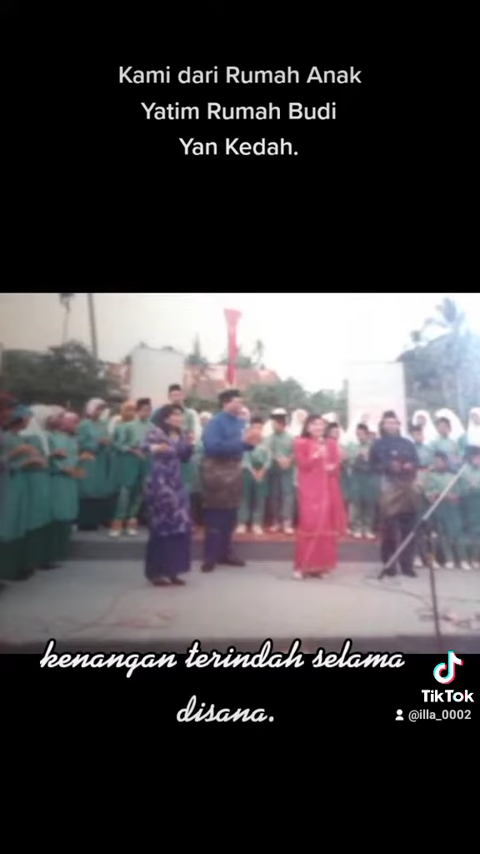 Kami dari Rumah Anak
Yatim Rumah Budi
Yan Kedah.
kenangan terindah selama
disana.
TikTok
@illa_0002